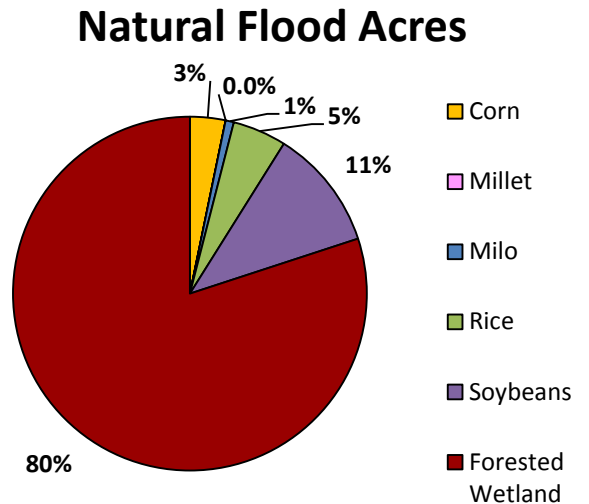 Natural Flood Acres
3%
0.0%
1%
5%
11%
80%
Corn
Millet
Milo
Rice
Soybeans
Forested
Wetland